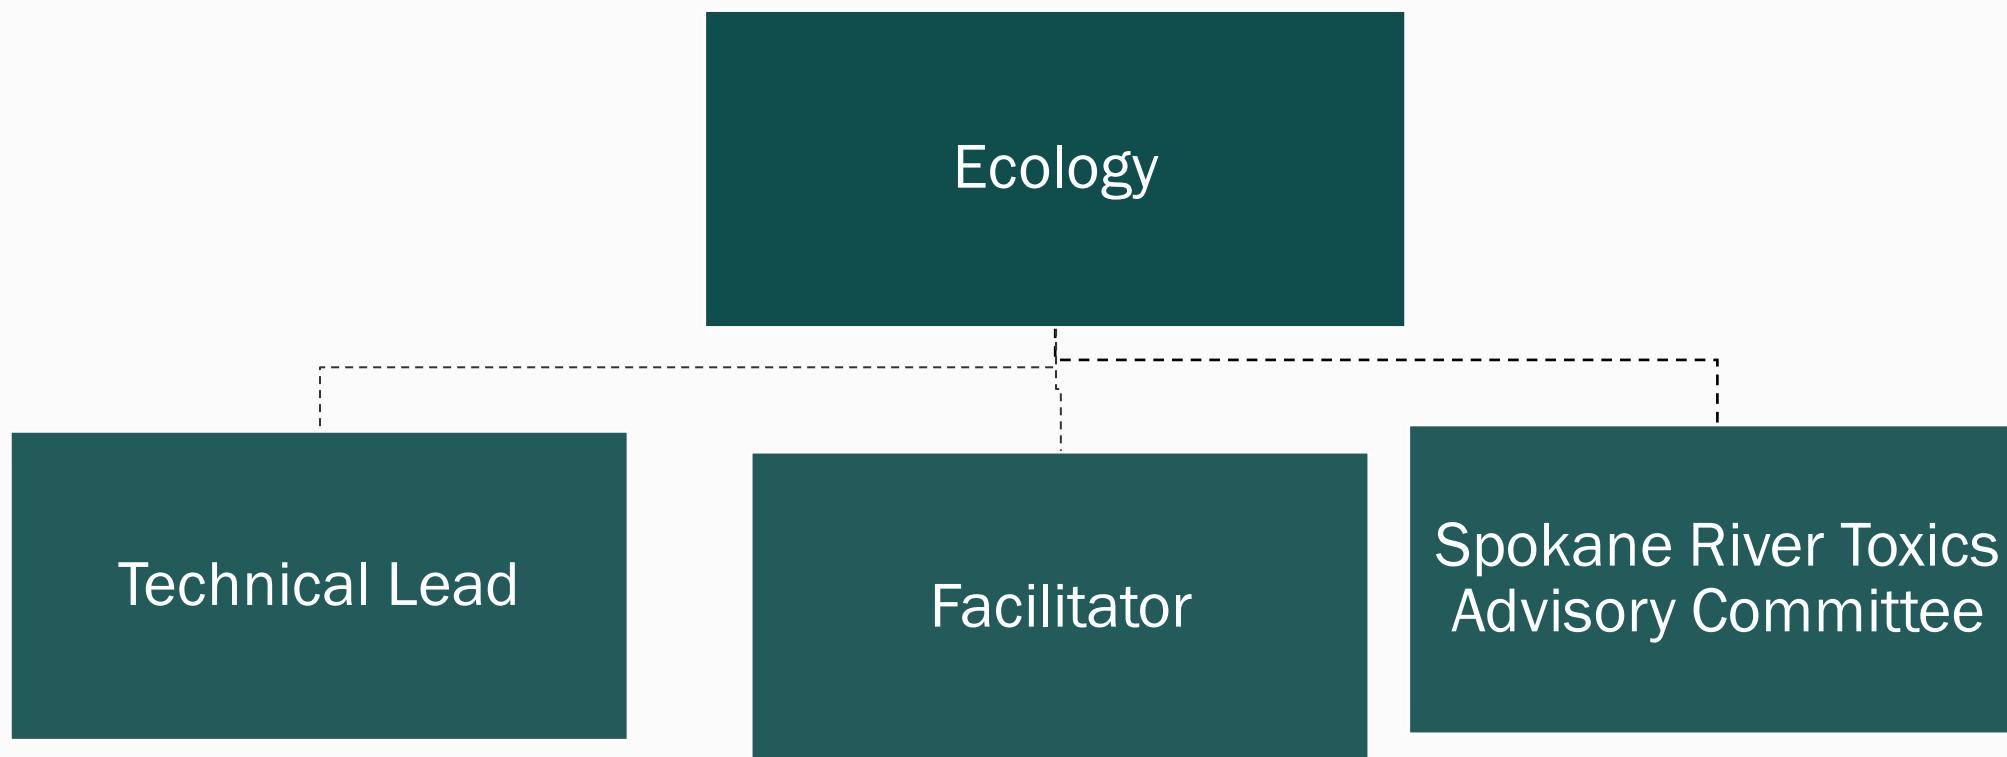 Ecology
Technical Lead
Facilitator
Spokane River Toxics
Advisory Committee